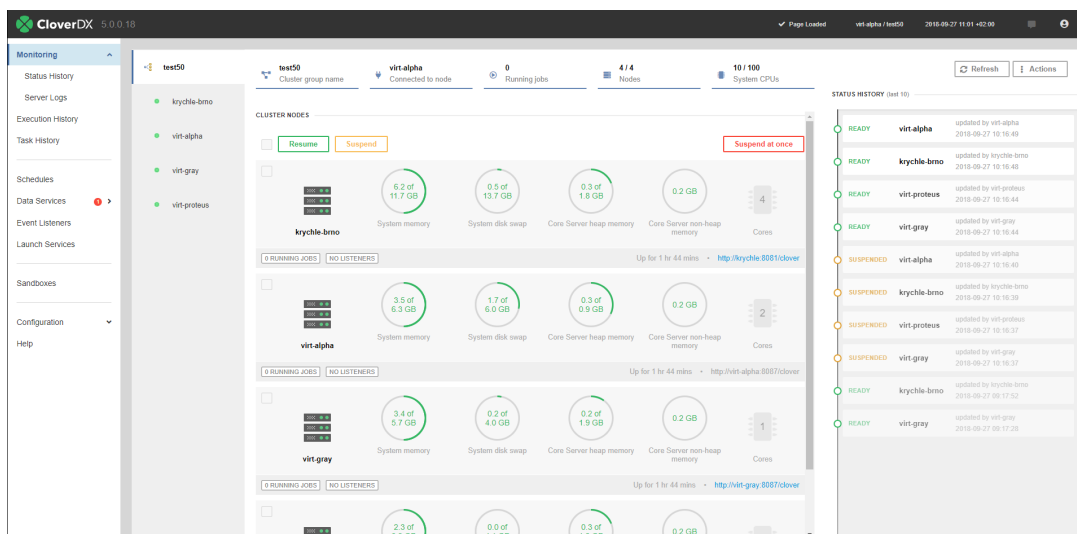 CloverDX 5.0.0.18
Page Loaded
virt-alpha / test50
2018-09-27 11:01 +02:00
Monitoring
Status History
Server Logs
Execution History
Task History
Schedules
Data Services 1
Event Listeners
Launch Services
Sandboxes
Configuration
Help
test50
krychle-brno
virt-alpha
virt-gray
virt-proteus
test50
Cluster group name
virt-alpha
Connected to node
0
Running jobs
4 / 4
Nodes
10 / 100
System CPUs
Refresh
Actions
CLUSTER NODES
Resume
Suspend
Suspend at once
krychle-brno
6.2 of
11.7 GB
System memory
0.5 of
13.7 GB
System disk swap
0.3 of
1.8 GB
Core Server heap memory
0.2 GB
Core Server non-heap
memory
4
Cores
0 RUNNING JOBS
NO LISTENERS
Up for 1 hr 44 mins • http://krychle:8081/clover
virt-alpha
3.5 of
6.3 GB
System memory
1.7 of
6.0 GB
System disk swap
0.3 of
0.9 GB
Core Server heap memory
0.2 GB
Core Server non-heap
memory
2
Cores
0 RUNNING JOBS
NO LISTENERS
Up for 1 hr 44 mins • http://virt-alpha:8087/clover
virt-gray
3.4 of
5.7 GB
System memory
0.2 of
4.0 GB
System disk swap
0.2 of
1.9 GB
Core Server heap memory
0.2 GB
Core Server non-heap
memory
1
Cores
0 RUNNING JOBS
NO LISTENERS
Up for 1 hr 44 mins • http://virt-gray:8087/clover
2.3 of
0.0 of
0.3 of
0.2 GB
STATUS HISTORY (last 10)
READY virt-alpha updated by virt-alpha
2018-09-27 10:16:49
READY krychle-brno updated by krychle-brno
2018-09-27 10:16:48
READY virt-proteus updated by virt-proteus
2018-09-27 10:16:44
READY virt-gray updated by virt-gray
2018-09-27 10:16:44
SUSPENDED virt-alpha updated by virt-alpha
2018-09-27 10:16:40
SUSPENDED krychle-brno updated by krychle-brno
2018-09-27 10:16:39
SUSPENDED virt-proteus updated by virt-proteus
2018-09-27 10:16:37
SUSPENDED virt-gray updated by virt-gray
2018-09-27 10:16:37
READY krychle-brno updated by krychle-brno
READY virt-gray updated by virt-gray